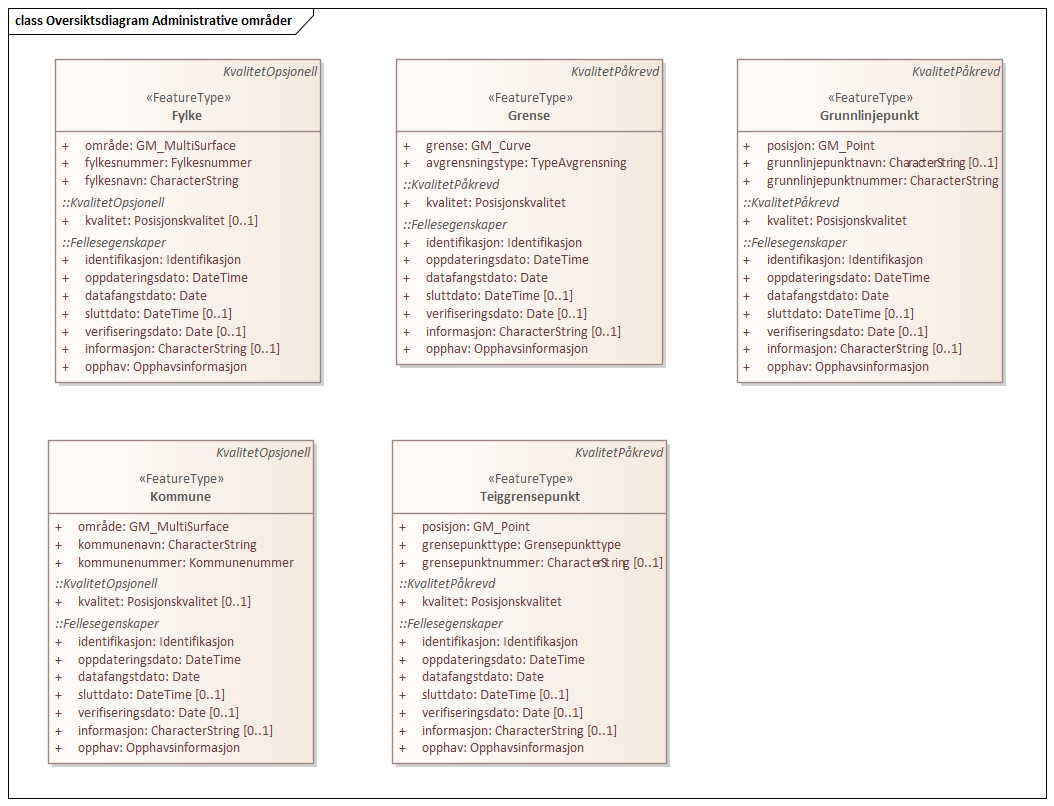 class Oversiktsdiagram Administrative områder
KvalitetOpsjonell
«FeatureType»
Fylke
+ område: GM_MultiSurface
+ fylkesnummer: Fylkesnummer
+ fylkesnavn: CharacterString
::KvalitetOpsjonell
+ kvalitet: Posisjonskvalitet [0..1]
::Fellesegenskaper
+ identifikasjon: Identifikasjon
+ oppdateringsdato: DateTime
+ datafangstdato: Date
+ sluttdato: DateTime [0..1]
+ verifiseringsdato: Date [0..1]
+ informasjon: CharacterString [0..1]
+ opphav: Opphavsinformasjon
KvalitetPåkrevd
«FeatureType»
Grense
+ grense: GM_Curve
+ avgrensningstype: TypeAvgrensning
::KvalitetPåkrevd
+ kvalitet: Posisjonskvalitet
::Fellesegenskaper
+ identifikasjon: Identifikasjon
+ oppdateringsdato: DateTime
+ datafangstdato: Date
+ sluttdato: DateTime [0..1]
+ verifiseringsdato: Date [0..1]
+ informasjon: CharacterString [0..1]
+ opphav: Opphavsinformasjon
KvalitetPåkrevd
«FeatureType»
Grunnlinjepunkt
+ posisjon: GM_Point
+ grunnlinjepunktnavn: CharacterString [0..1]
+ grunnlinjepunktnummer: CharacterString
::KvalitetPåkrevd
+ kvalitet: Posisjonskvalitet
::Fellesegenskaper
+ identifikasjon: Identifikasjon
+ oppdateringsdato: DateTime
+ datafangstdato: Date
+ sluttdato: DateTime [0..1]
+ verifiseringsdato: Date [0..1]
+ informasjon: CharacterString [0..1]
+ opphav: Opphavsinformasjon
KvalitetOpsjonell
«FeatureType»
Kommune
+ område: GM_MultiSurface
+ kommunenavn: CharacterString
+ kommunenummer: Kommunenummer
::KvalitetOpsjonell
+ kvalitet: Posisjonskvalitet [0..1]
::Fellesegenskaper
+ identifikasjon: Identifikasjon
+ oppdateringsdato: DateTime
+ datafangstdato: Date
+ sluttdato: DateTime [0..1]
+ verifiseringsdato: Date [0..1]
+ informasjon: CharacterString [0..1]
+ opphav: Opphavsinformasjon
KvalitetPåkrevd
«FeatureType»
Teiggrensepunkt
+ posisjon: GM_Point
+ grensepunkttype: Grensepunkttype
+ grensepunktnummer: CharacterString [0..1]
::KvalitetPåkrevd
+ kvalitet: Posisjonskvalitet
::Fellesegenskaper
+ identifikasjon: Identifikasjon
+ oppdateringsdato: DateTime
+ datafangstdato: Date
+ sluttdato: DateTime [0..1]
+ verifiseringsdato: Date [0..1]
+ informasjon: CharacterString [0..1]
+ opphav: Opphavsinformasjon